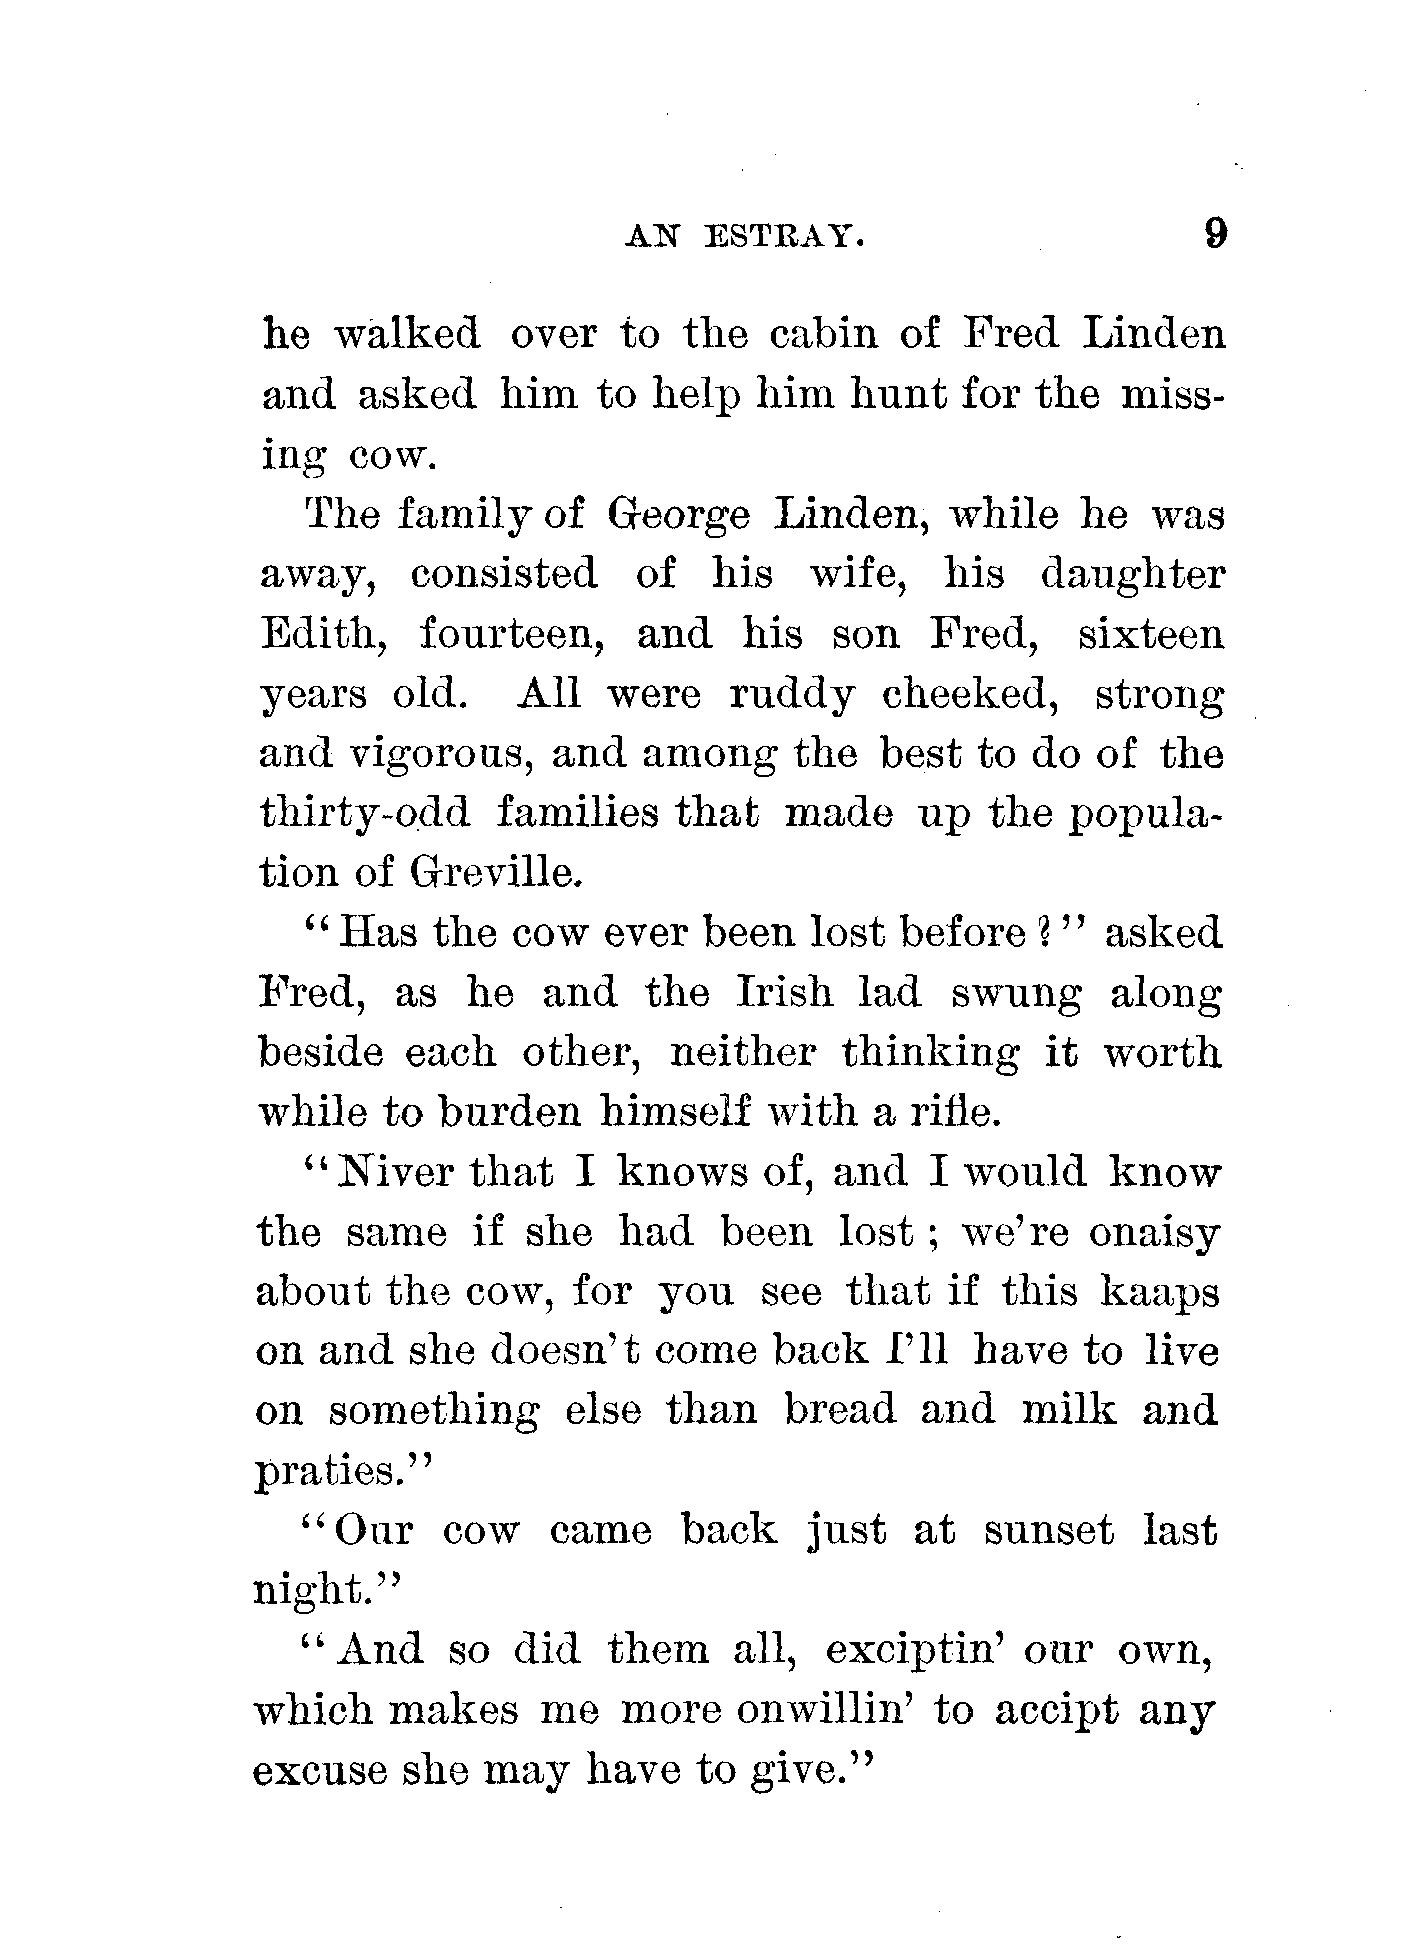 AN ESTRAY. 9
he walked over to the cabin of Fred Linden
and asked him to help him hunt for the miss-
ing cow.
The family of George Linden, while he was
away, consisted of his wife, his daughter
Edith, fourteen, and his son Fred, sixteen
years old. All were ruddy cheeked, strong
and vigorous, and among the best to do of the
thirty-odd families that made up the popula-
tion of Greville.
“Has the cow ever been lost before?” asked
Fred, as he and the Irish lad swung along
beside each other, neither thinking it worth
while to burden himself with a rifle.
“Niver that I knows of, and I would know
the same if she had been lost; we’re onaisy
about the cow, for you see that if this kaaps
on and she doesn’t come back I’ll have to live
on something else than bread and milk and
praties.”
“Our cow came back just at sunset last
night.”
“And so did them all, exciptin’ our own,
which makes me more onwillin’ to accipt any
excuse she may have to give.”